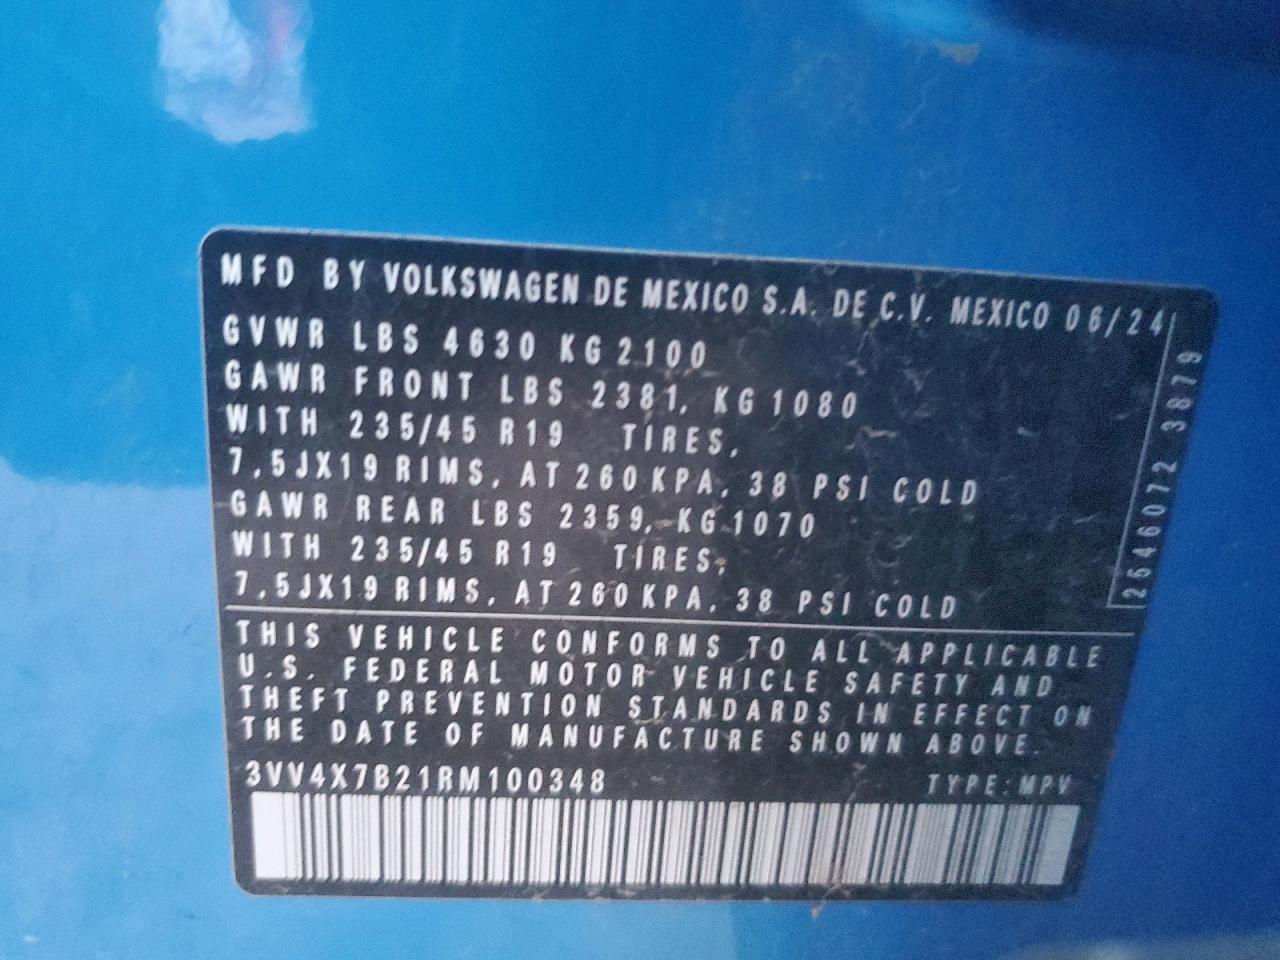 MFD BY VOLKSWAGEN DE MEXICO S.A. DE C.V. MEXICO 06/24
GVWR LBS 4630 KG 2100
GAWR FRONT LBS 2381, KG 1080
WITH 235/45 R19 TIRES,
7,5JX19 RIMS, AT 260 KPA, 38 PSI COLD
GAWR REAR LBS 2359, KG 1070
WITH 235/45 R19 TIRES,
7,5JX19 RIMS, AT 260 KPA, 38 PSI COLD
2646072 3879
THIS VEHICLE CONFORMS TO ALL APPLICABLE
U.S. FEDERAL MOTOR VEHICLE SAFETY AND
THEFT PREVENTION STANDARDS IN EFFECT ON
THE DATE OF MANUFACTURE SHOWN ABOVE.
3VV4X7B21RM100348 TYPE:MPV